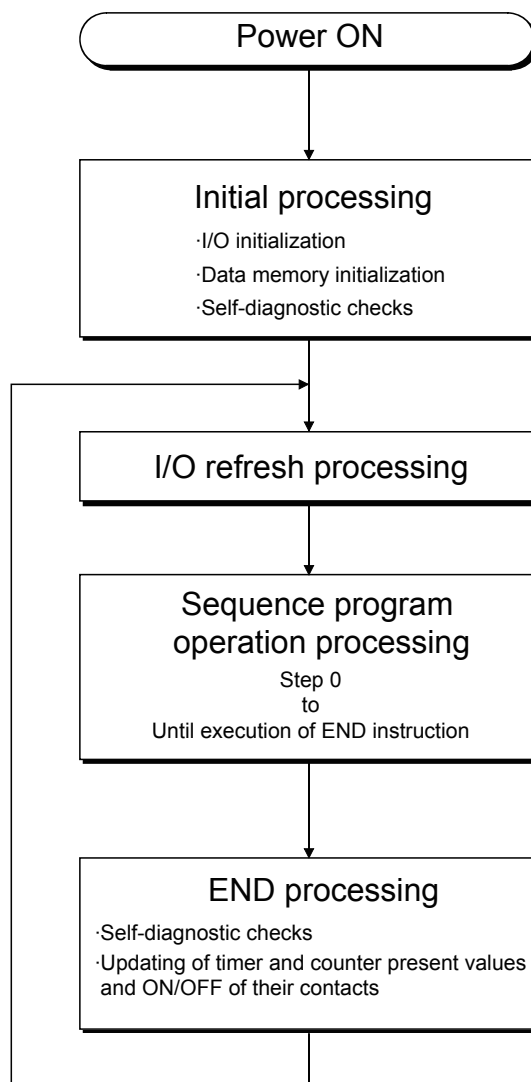 Power ON
Initial processing
·I/O initialization
·Data memory initialization
·Self-diagnostic checks
I/O refresh processing
Sequence program
operation processing
Step 0
to
Until execution of END instruction
END processing
·Self-diagnostic checks
·Updating of timer and counter present values
and ON/OFF of their contacts